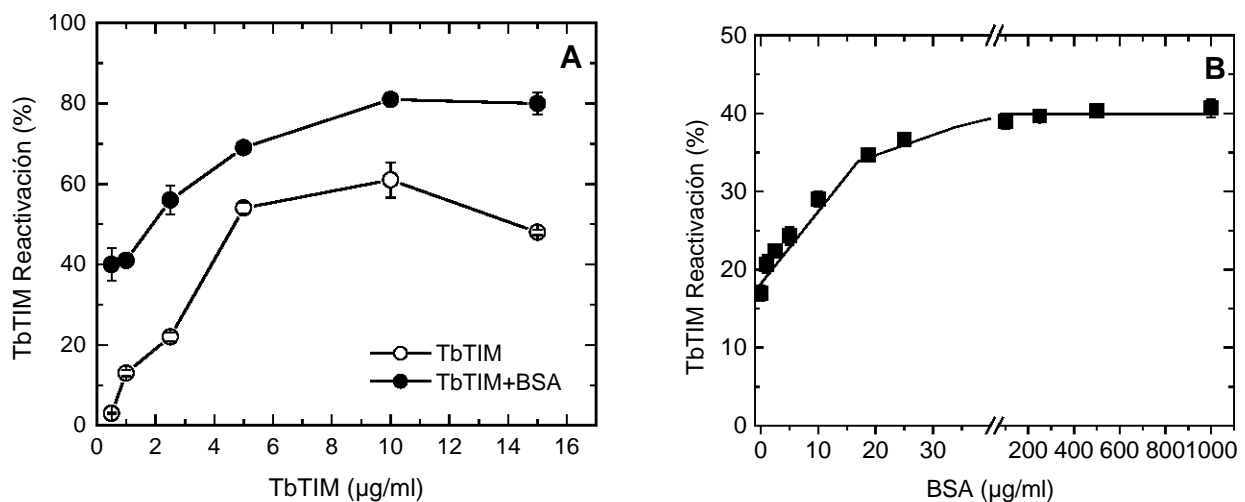 A
TbTIM Reactivación (%)
100
80
60
40
20
0
TbTIM
TbTIM+BSA
0 2 4 6 8 10 12 14 16
TbTIM (µg/ml)
B
TbTIM Reactivación (%)
50
40
30
20
10
0
0 10 20 30 200 400 600 800 1000
BSA (µg/ml)